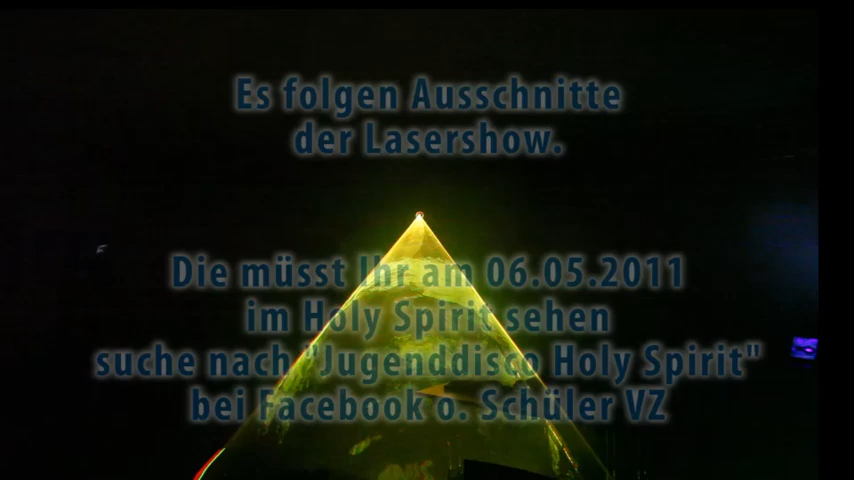 Es folgen Ausschnitte
der Lasershow.
Die müsst Ihr am 06.05.2011
im Holy Spirit sehen
suche nach "Jugenddisco Holy Spirit"
bei Facebook o. Schüler VZ